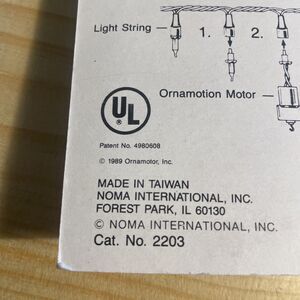 Light String
1.
2.
Ornamotion Motor
UL
®
Patent No. 4980608
© 1989 Ornamotor, Inc.
MADE IN TAIWAN
NOMA INTERNATIONAL, INC.
FOREST PARK, IL 60130
© NOMA INTERNATIONAL, INC.
Cat. No. 2203